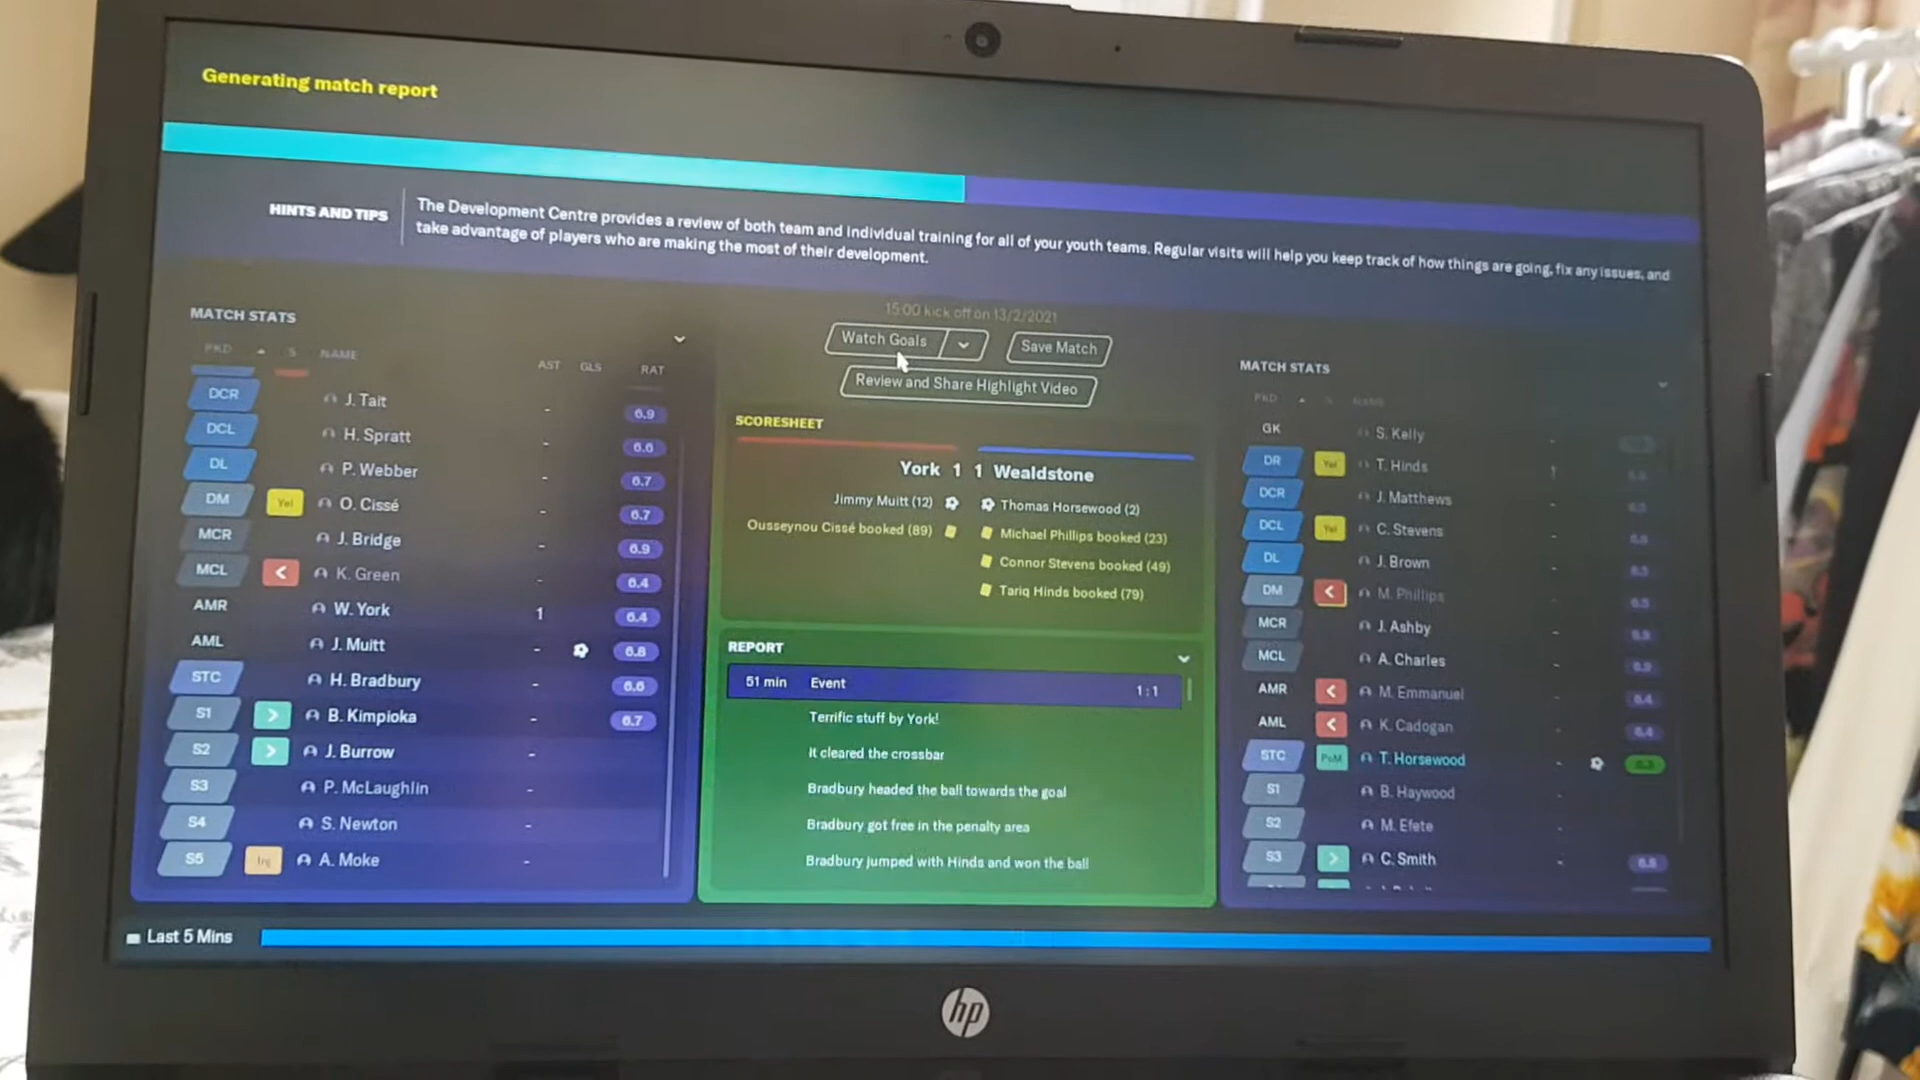 Generating match report
HINTS AND TIPS
The Development Centre provides a review of both team and individual training for all of your youth teams. Regular visits will help you keep track of how things are going, fix any issues, and
take advantage of players who are making the most of their development.
15:00 kick off on 13/2/2021
Watch Goals
Save Match
Review and Share Highlight Video
MATCH STATS
PKD S NAME AST GLS RAT
DCR J. Tait - 6.9
DCL H. Spratt - 6.6
DL P. Webber - 6.7
DM Yel O. Cissé - 6.7
MCR J. Bridge - 6.9
MCL < K. Green - 6.4
AMR W. York 1 6.4
AML J. Muitt - 6.8
STC H. Bradbury - 6.6
S1 > B. Kimpioka - 6.7
S2 > J. Burrow -
S3 P. McLaughlin -
S4 S. Newton -
S5 Inj A. Moke -
SCORESHEET
York 1 1 Wealdstone
Jimmy Muitt (12) Thomas Horsewood (2)
Ousseynou Cissé booked (89) Michael Phillips booked (23)
Connor Stevens booked (49)
Tariq Hinds booked (79)
REPORT
51 min Event 1:1
Terrific stuff by York!
It cleared the crossbar
Bradbury headed the ball towards the goal
Bradbury got free in the penalty area
Bradbury jumped with Hinds and won the ball
MATCH STATS
PKD S NAME
GK S. Kelly -
DR Yel T. Hinds 1
DCR J. Matthews -
DCL Yel C. Stevens -
DL J. Brown -
DM < M. Phillips -
MCR J. Ashby -
MCL A. Charles -
AMR < M. Emmanuel - 6.4
AML < K. Cadogan - 6.4
STC PoM T. Horsewood -
S1 B. Haywood -
S2 M. Efete -
S3 > C. Smith - 6.8
Last 5 Mins
hp